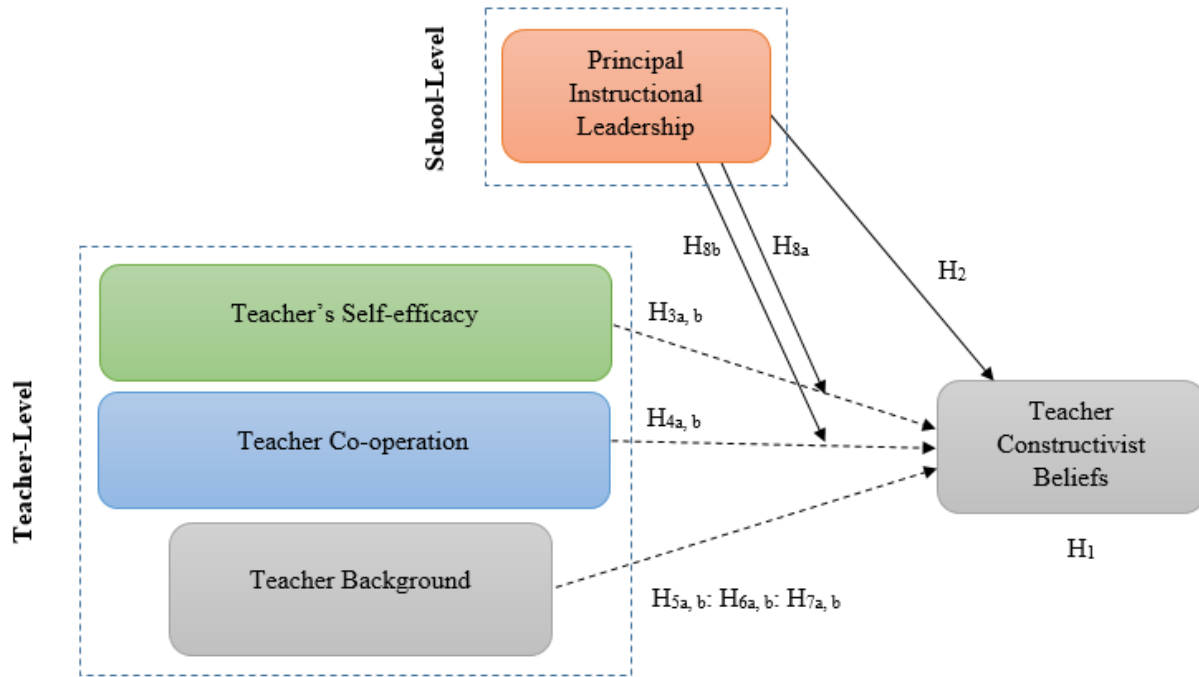 School-Level
Principal
Instructional
Leadership
H8b
H8a
H2
Teacher-Level
Teacher’s Self-efficacy
H3a, b
Teacher Co-operation
H4a, b
Teacher Background
H5a, b: H6a, b: H7a, b
Teacher
Constructivist
Beliefs
H1